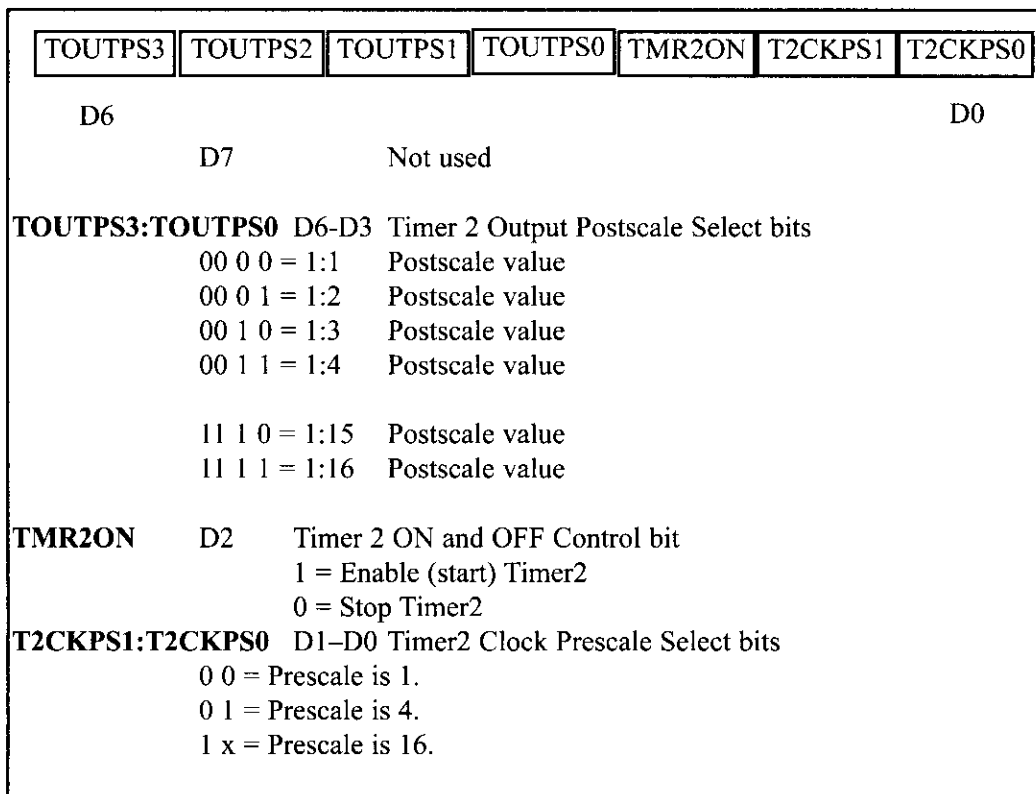 TOUTPS3 TOUTPS2 TOUTPS1 TOUTPS0 TMR2ON T2CKPS1 T2CKPS0
D6 D0
D7 Not used
TOUTPS3:TOUTPS0 D6-D3 Timer 2 Output Postscale Select bits
00 0 0 = 1:1 Postscale value
00 0 1 = 1:2 Postscale value
00 1 0 = 1:3 Postscale value
00 1 1 = 1:4 Postscale value
11 1 0 = 1:15 Postscale value
11 1 1 = 1:16 Postscale value
TMR2ON D2 Timer 2 ON and OFF Control bit
1 = Enable (start) Timer2
0 = Stop Timer2
T2CKPS1:T2CKPS0 D1–D0 Timer2 Clock Prescale Select bits
0 0 = Prescale is 1.
0 1 = Prescale is 4.
1 x = Prescale is 16.